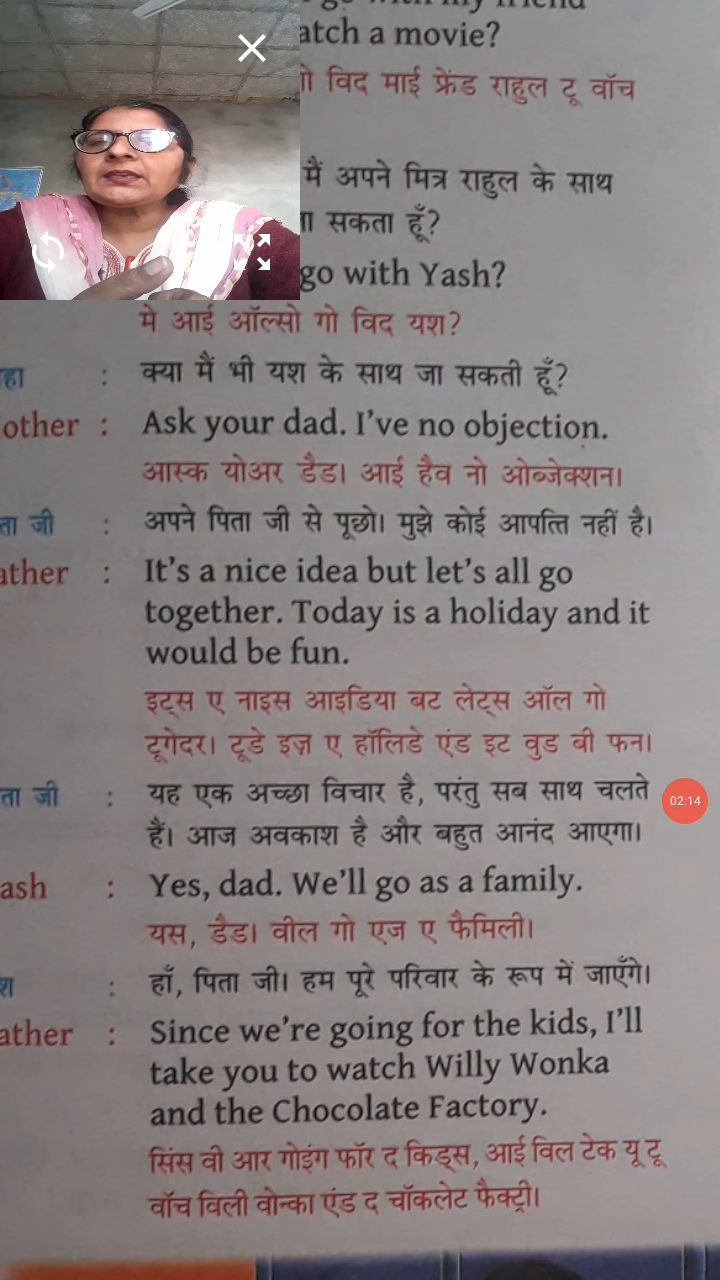 atch a movie?
विद माई फ्रेंड राहुल टू वॉच
मैं अपने मित्र राहुल के साथ
सकता हूँ?
go with Yash?
मे आई ऑल्सो गो विद यश?
हा : क्या मैं भी यश के साथ जा सकती हूँ?
other : Ask your dad. I've no objection.
आस्क योअर डैड। आई हैव नो ओब्जेक्शन।
ता जी : अपने पिता जी से पूछो। मुझे कोई आपत्ति नहीं है।
ather : It's a nice idea but let's all go
together. Today is a holiday and it
would be fun.
इट्स ए नाइस आइडिया बट लेट्स ऑल गो
टूगेदर। टूडे इज़ ए हॉलिडे एंड इट वुड बी फन।
ता जी : यह एक अच्छा विचार है, परंतु सब साथ चलते
हैं। आज अवकाश है और बहुत आनंद आएगा।
02:14
ash : Yes, dad. We'll go as a family.
यस, डैड। वील गो एज ए फैमिली।
श : हाँ, पिता जी। हम पूरे परिवार के रूप में जाएँगे।
ather : Since we're going for the kids, I'll
take you to watch Willy Wonka
and the Chocolate Factory.
सिंस वी आर गोइंग फॉर द किड्स, आई विल टेक यू टू
वॉच विली वोन्का एंड द चॉकलेट फैक्ट्री।